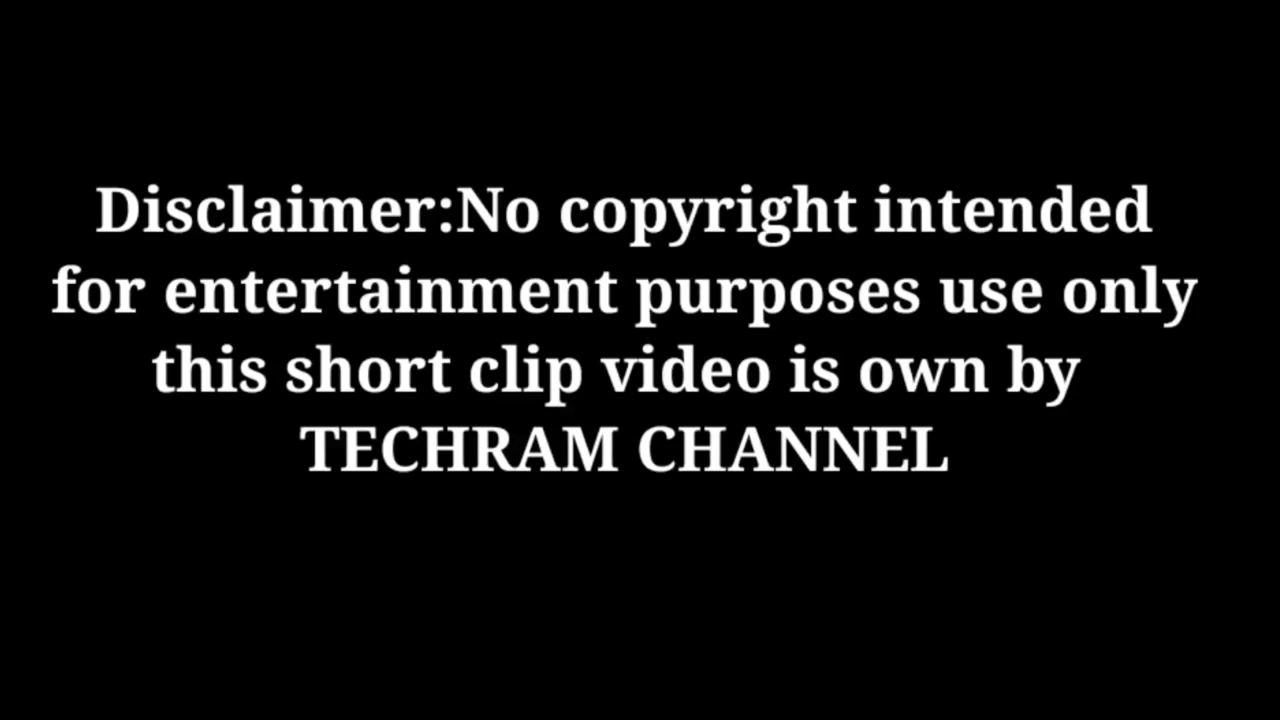 Disclaimer:No copyright intended
for entertainment purposes use only
this short clip video is own by
TECHRAM CHANNEL